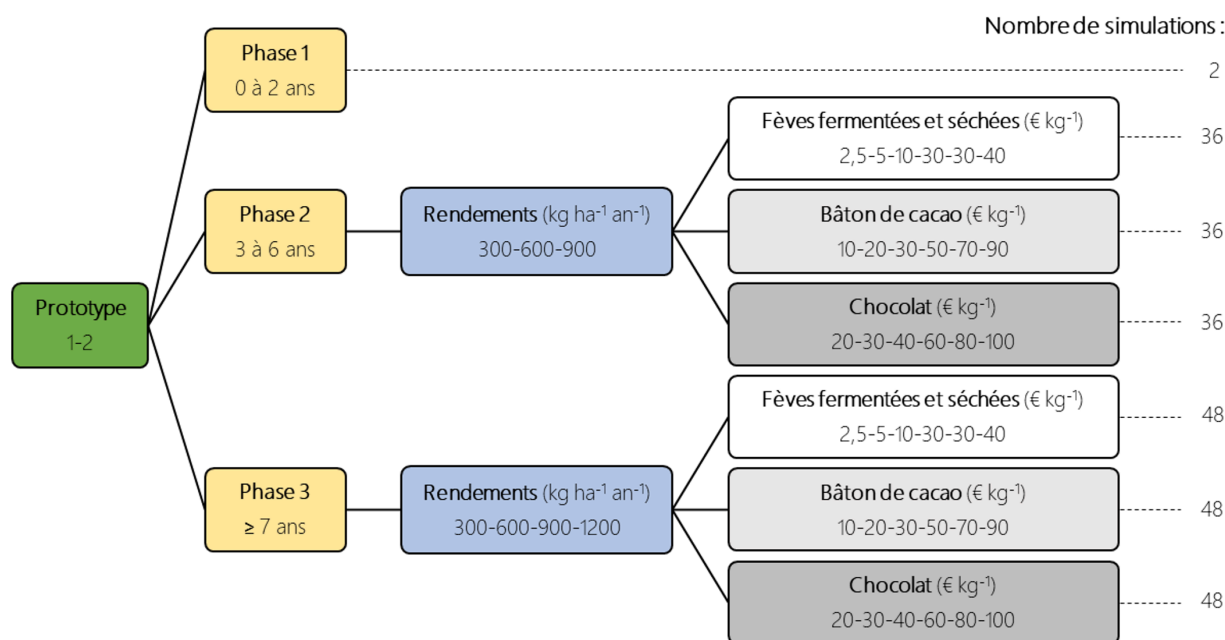 Nombre de simulations :
Phase 1
0 à 2 ans
2
Fèves fermentées et séchées (€ kg⁻¹)
2,5-5-10-30-30-40
36
Phase 2
3 à 6 ans
Rendements (kg ha⁻¹ an⁻¹)
300-600-900
Bâton de cacao (€ kg⁻¹)
10-20-30-50-70-90
36
Prototype
1-2
Chocolat (€ kg⁻¹)
20-30-40-60-80-100
36
Fèves fermentées et séchées (€ kg⁻¹)
2,5-5-10-30-30-40
48
Phase 3
≥ 7 ans
Rendements (kg ha⁻¹ an⁻¹)
300-600-900-1200
Bâton de cacao (€ kg⁻¹)
10-20-30-50-70-90
48
Chocolat (€ kg⁻¹)
20-30-40-60-80-100
48